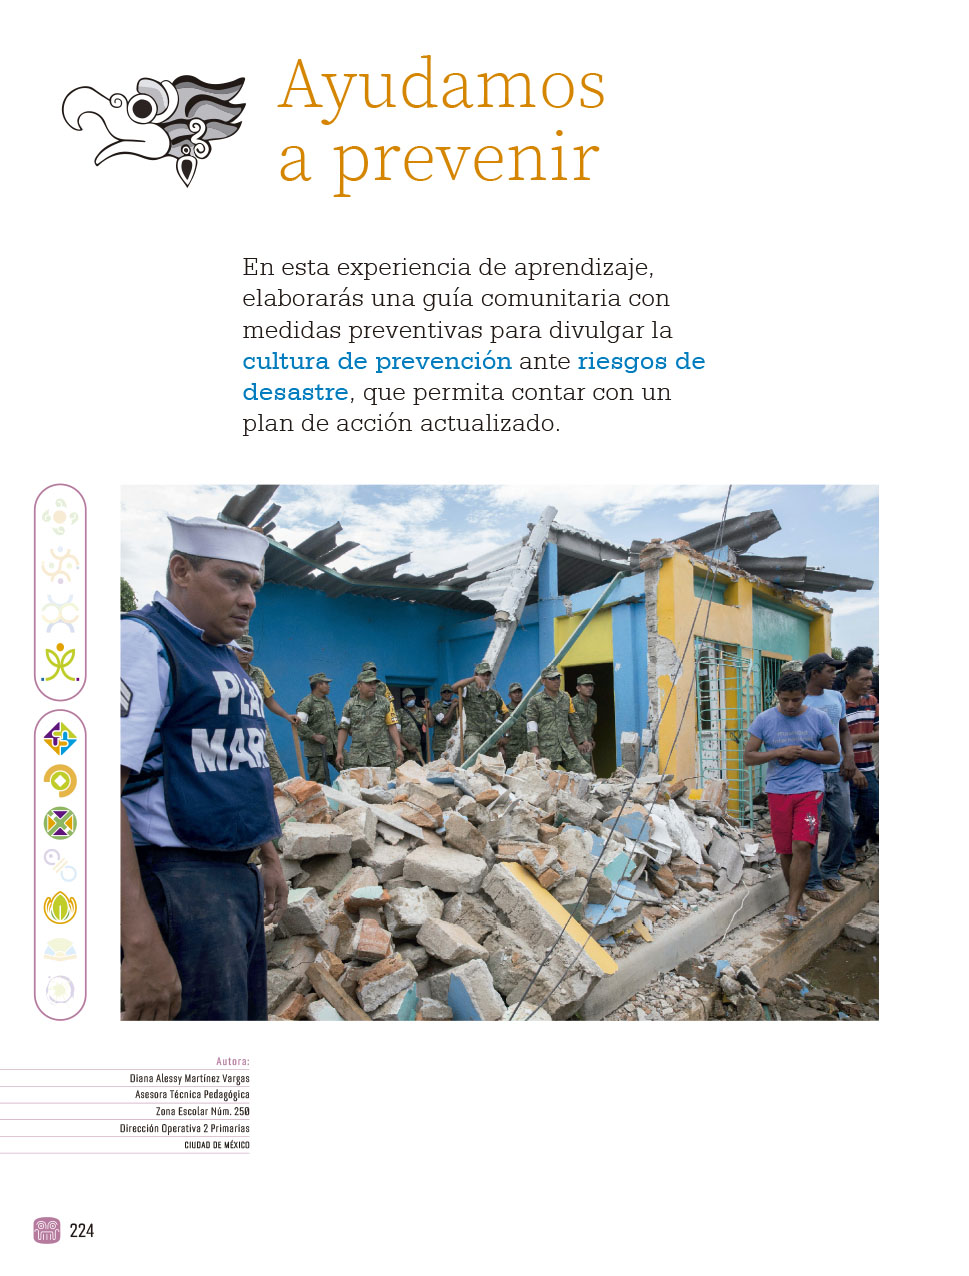 Ayudamos
a prevenir
En esta experiencia de aprendizaje,
elaborarás una guía comunitaria con
medidas preventivas para divulgar la
cultura de prevención ante riesgos de
desastre, que permita contar con un
plan de acción actualizado.
PLA
MAR
Autora:
Diana Alessy Martínez Vargas
Asesora Técnica Pedagógica
Zona Escolar Núm. 250
Dirección Operativa 2 Primarias
CIUDAD DE MÉXICO
224